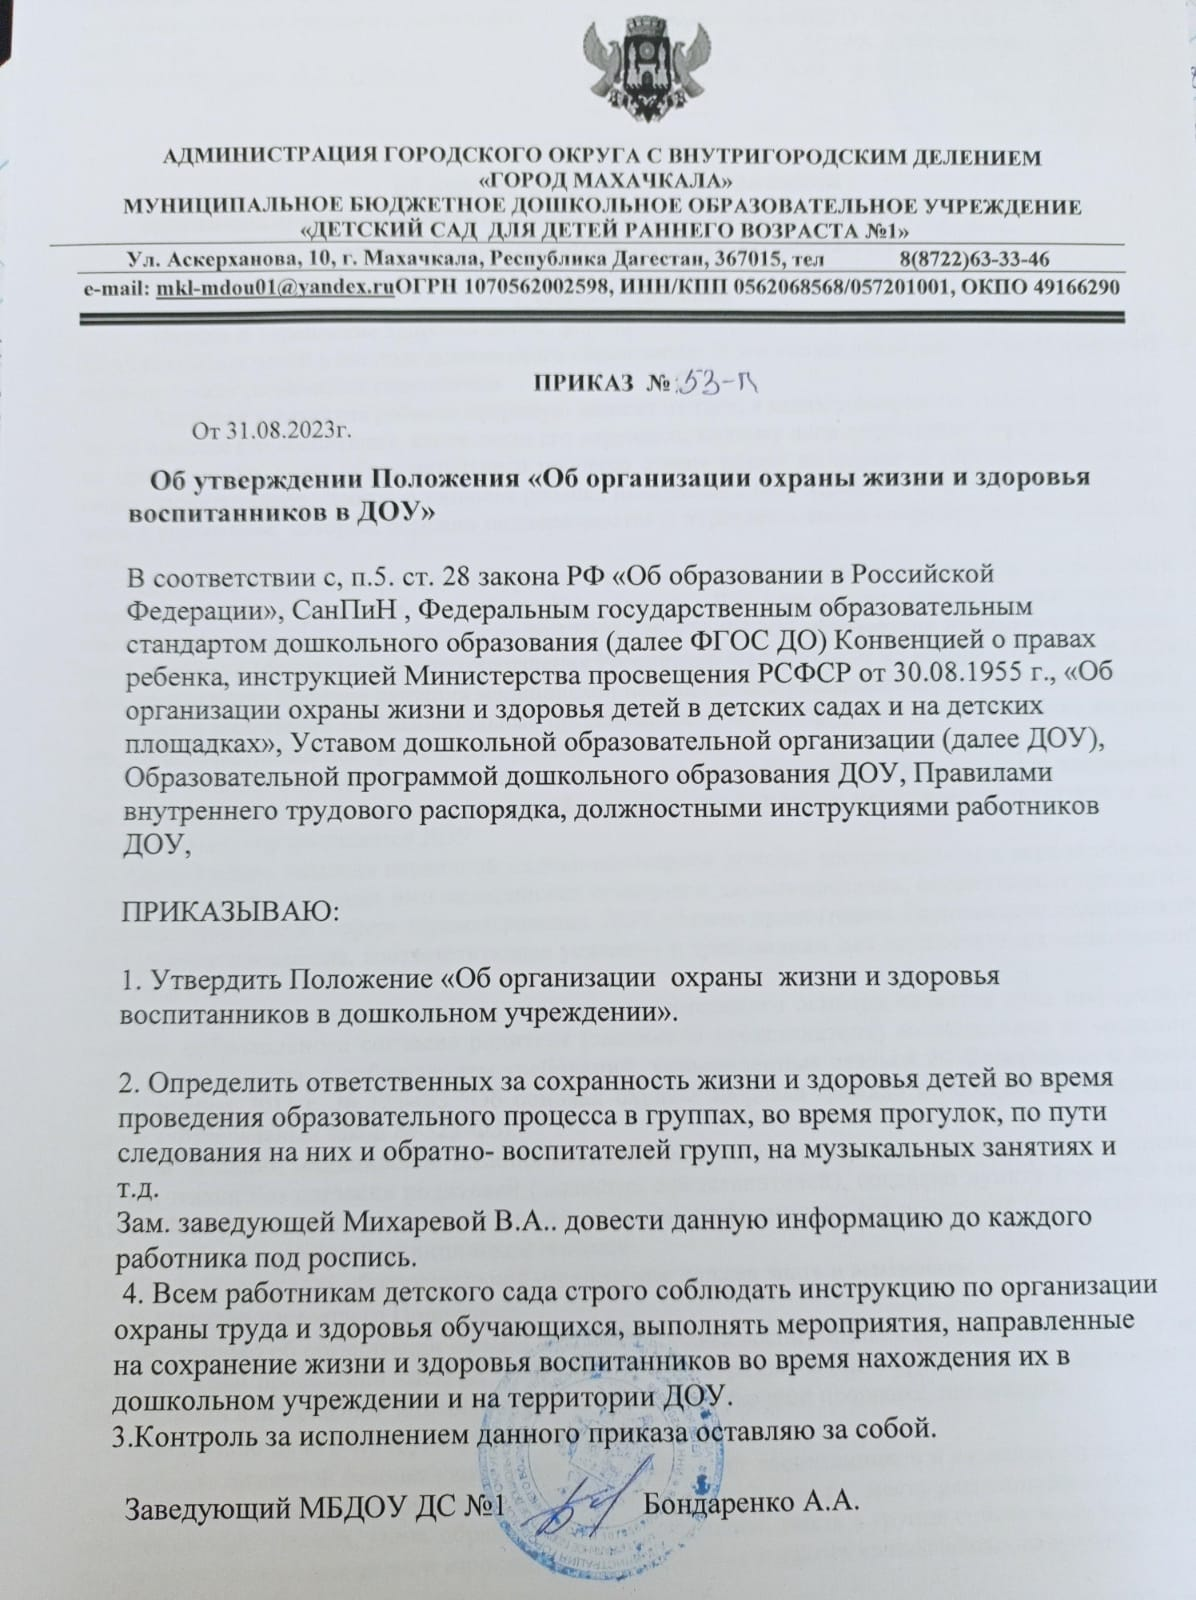 АДМИНИСТРАЦИЯ ГОРОДСКОГО ОКРУГА С ВНУТРИГОРОДСКИМ ДЕЛЕНИЕМ
«ГОРОД МАХАЧКАЛА»
МУНИЦИПАЛЬНОЕ БЮДЖЕТНОЕ ДОШКОЛЬНОЕ ОБРАЗОВАТЕЛЬНОЕ УЧРЕЖДЕНИЕ
«ДЕТСКИЙ САД ДЛЯ ДЕТЕЙ РАННЕГО ВОЗРАСТА №1»
Ул. Аскерханова, 10, г. Махачкала, Республика Дагестан, 367015, тел 8(8722)63-33-46
e-mail: mkl-mdou01@yandex.ruОГРН 1070562002598, ИНН/КПП 0562068568/057201001, ОКПО 49166290
ПРИКАЗ № 53-П
От 31.08.2023г.
Об утверждении Положения «Об организации охраны жизни и здоровья
воспитанников в ДОУ»
В соответствии с, п.5. ст. 28 закона РФ «Об образовании в Российской
Федерации», СанПиН , Федеральным государственным образовательным
стандартом дошкольного образования (далее ФГОС ДО) Конвенцией о правах
ребенка, инструкцией Министерства просвещения РСФСР от 30.08.1955 г., «Об
организации охраны жизни и здоровья детей в детских садах и на детских
площадках», Уставом дошкольной образовательной организации (далее ДОУ),
Образовательной программой дошкольного образования ДОУ, Правилами
внутреннего трудового распорядка, должностными инструкциями работников
ДОУ,
ПРИКАЗЫВАЮ:
1. Утвердить Положение «Об организации охраны жизни и здоровья
воспитанников в дошкольном учреждении».
2. Определить ответственных за сохранность жизни и здоровья детей во время
проведения образовательного процесса в группах, во время прогулок, по пути
следования на них и обратно- воспитателей групп, на музыкальных занятиях и
т.д.
Зам. заведующей Михаревой В.А.. довести данную информацию до каждого
работника под роспись.
4. Всем работникам детского сада строго соблюдать инструкцию по организации
охраны труда и здоровья обучающихся, выполнять мероприятия, направленные
на сохранение жизни и здоровья воспитанников во время нахождения их в
дошкольном учреждении и на территории ДОУ.
3.Контроль за исполнением данного приказа оставляю за собой.
Заведующий МБДОУ ДС №1 Бондаренко А.А.